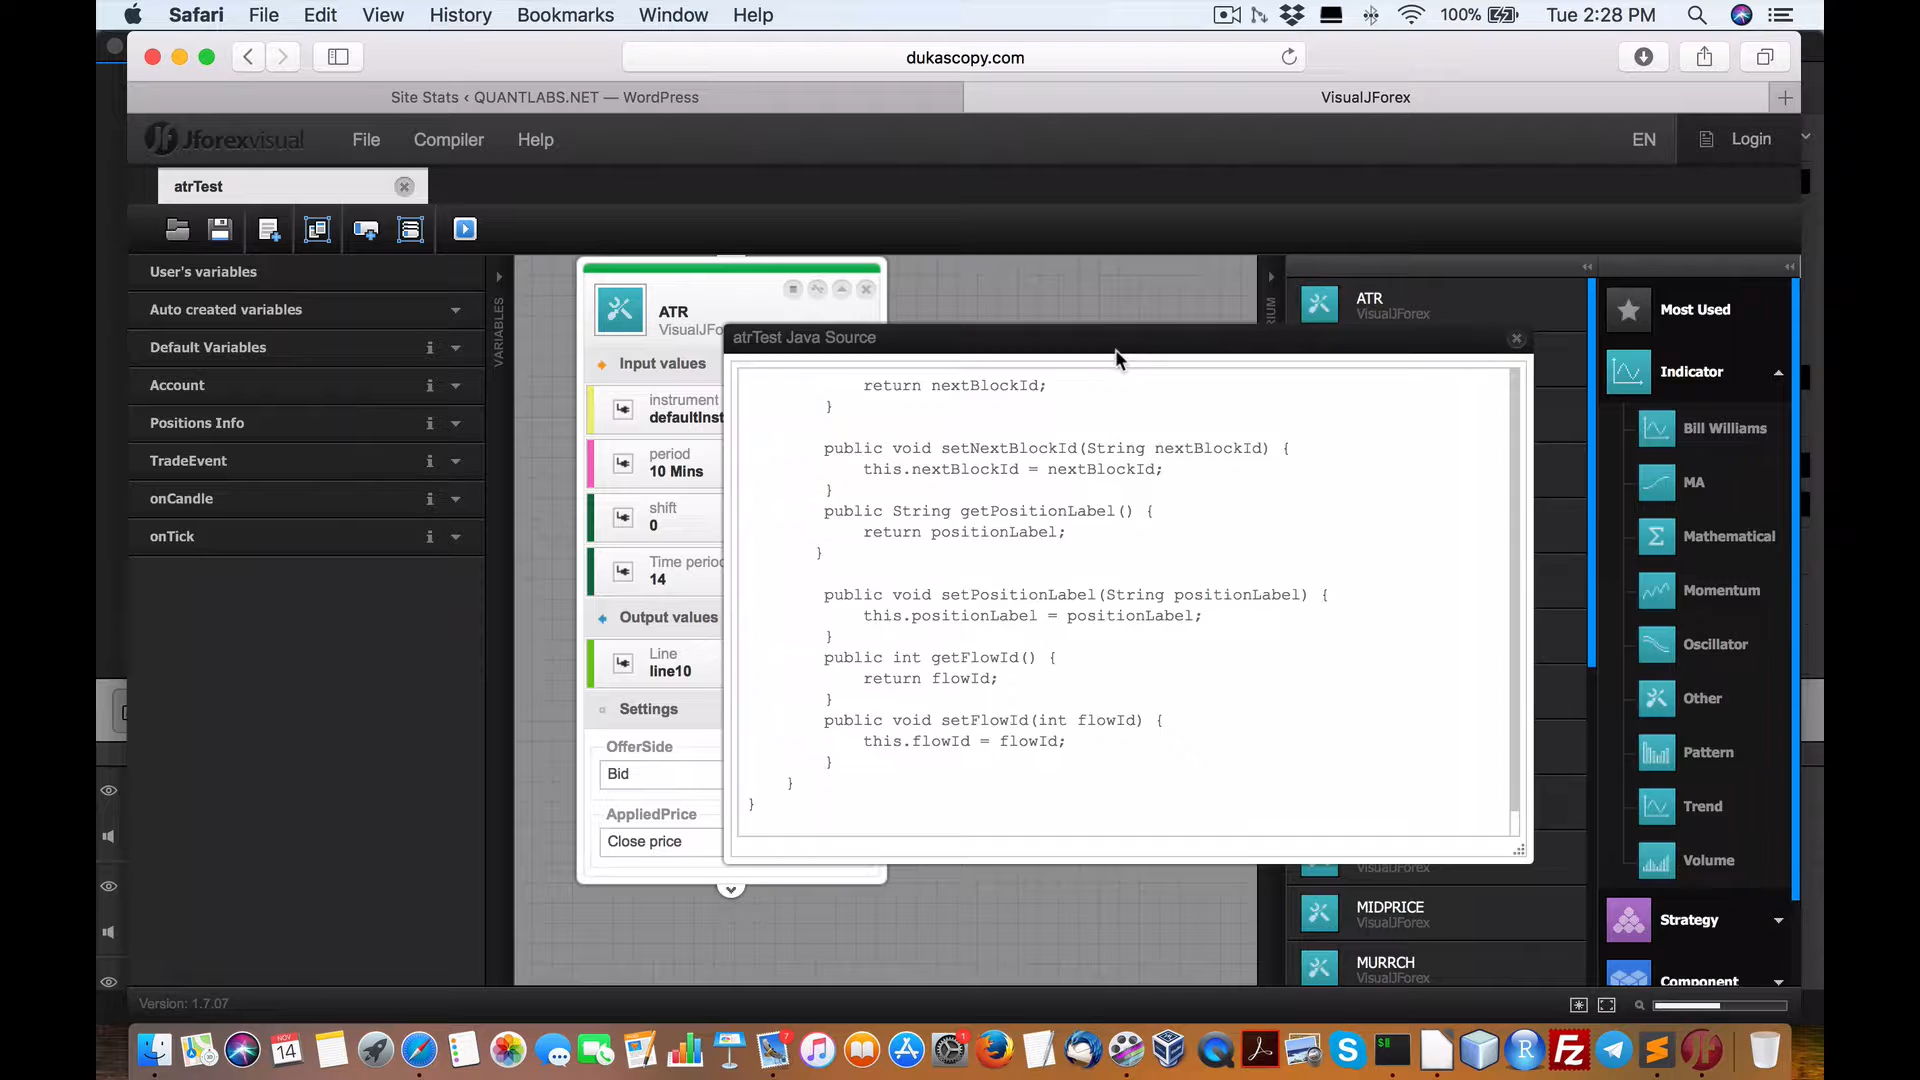 Safari File Edit View History Bookmarks Window Help 100% Tue 2:28 PM
dukascopy.com
Site Stats ‹ QUANTLABS.NET — WordPress
VisualJForex
Jforexvisual File Compiler Help EN Login
atrTest
User's variables
Auto created variables
Default Variables
Account
Positions Info
TradeEvent
onCandle
onTick
VARIABLES
ATR
Input values
instrument
period
10 Mins
shift
0
14
Output values
Line
line10
Settings
OfferSide
Bid
AppliedPrice
Close price
atrTest Java Source
return nextBlockId;
}
public void setNextBlockId(String nextBlockId) {
this.nextBlockId = nextBlockId;
}
public String getPositionLabel() {
return positionLabel;
}
public void setPositionLabel(String positionLabel) {
this.positionLabel = positionLabel;
}
public int getFlowId() {
return flowId;
}
public void setFlowId(int flowId) {
this.flowId = flowId;
}
}
}
ATR
VisualJForex
MIDPRICE
VisualJForex
MURRCH
VisualJForex
Most Used
Indicator
Bill Williams
MA
Mathematical
Momentum
Oscillator
Other
Pattern
Trend
Volume
Strategy
Component
Version: 1.7.07
NOV
14
7
1